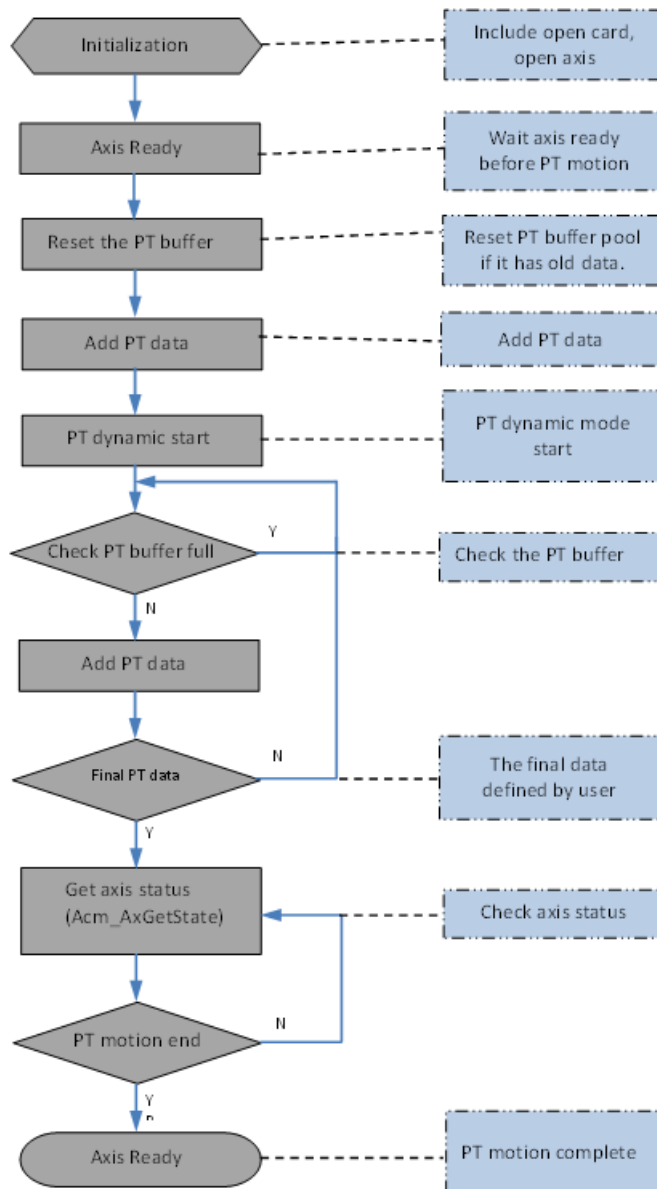 Initialization
Include open card,
open axis
Axis Ready
Wait axis ready
before PT motion
Reset the PT buffer
Reset PT buffer pool
if it has old data.
Add PT data
Add PT data
PT dynamic start
PT dynamic mode
start
Check PT buffer full
Y
Check the PT buffer
N
Add PT data
Final PT data
N
The final data
defined by user
Y
Get axis status
(Acm_AxGetState)
Check axis status
PT motion end
N
Y
Axis Ready
PT motion complete